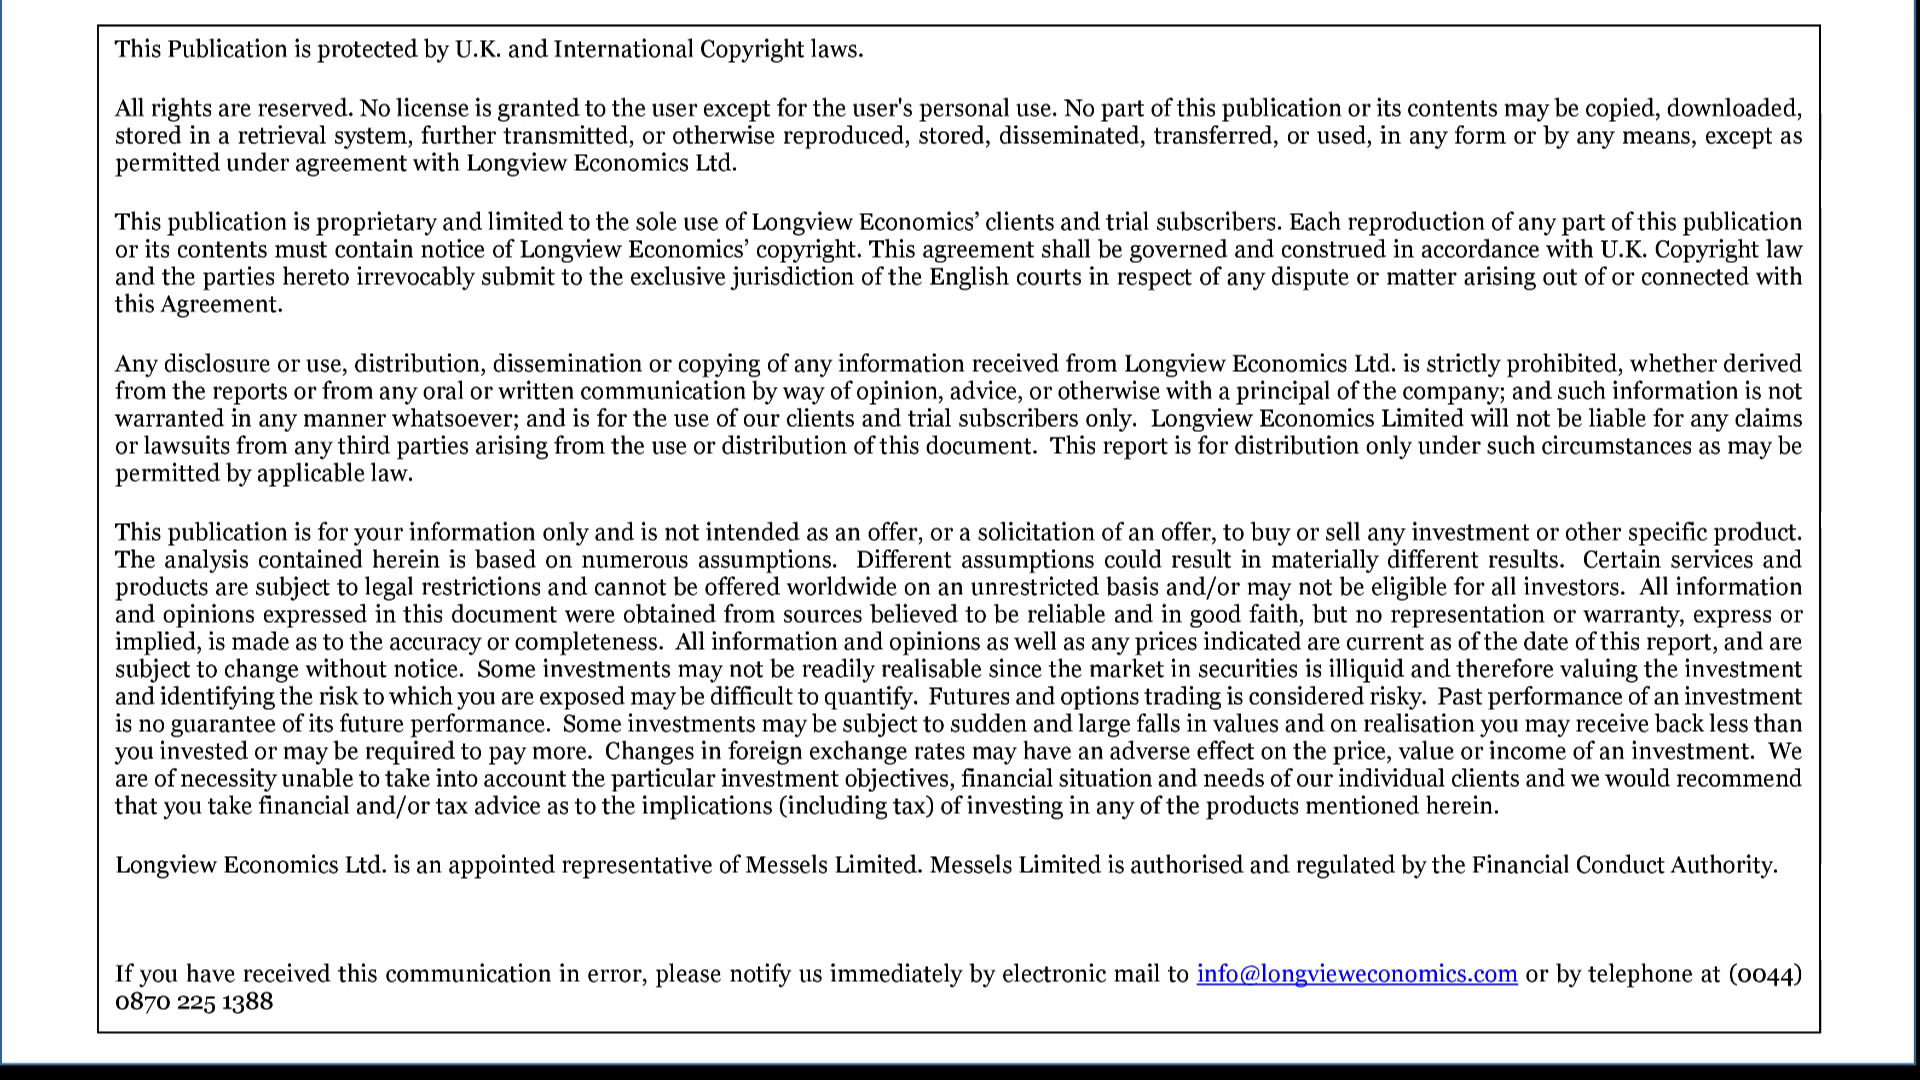 This Publication is protected by U.K. and International Copyright laws.
All rights are reserved. No license is granted to the user except for the user's personal use. No part of this publication or its contents may be copied, downloaded,
stored in a retrieval system, further transmitted, or otherwise reproduced, stored, disseminated, transferred, or used, in any form or by any means, except as
permitted under agreement with Longview Economics Ltd.
This publication is proprietary and limited to the sole use of Longview Economics’ clients and trial subscribers. Each reproduction of any part of this publication
or its contents must contain notice of Longview Economics’ copyright. This agreement shall be governed and construed in accordance with U.K. Copyright law
and the parties hereto irrevocably submit to the exclusive jurisdiction of the English courts in respect of any dispute or matter arising out of or connected with
this Agreement.
Any disclosure or use, distribution, dissemination or copying of any information received from Longview Economics Ltd. is strictly prohibited, whether derived
from the reports or from any oral or written communication by way of opinion, advice, or otherwise with a principal of the company; and such information is not
warranted in any manner whatsoever; and is for the use of our clients and trial subscribers only.  Longview Economics Limited will not be liable for any claims
or lawsuits from any third parties arising from the use or distribution of this document.  This report is for distribution only under such circumstances as may be
permitted by applicable law.
This publication is for your information only and is not intended as an offer, or a solicitation of an offer, to buy or sell any investment or other specific product.
The analysis contained herein is based on numerous assumptions.  Different assumptions could result in materially different results.  Certain services and
products are subject to legal restrictions and cannot be offered worldwide on an unrestricted basis and/or may not be eligible for all investors.  All information
and opinions expressed in this document were obtained from sources believed to be reliable and in good faith, but no representation or warranty, express or
implied, is made as to the accuracy or completeness.  All information and opinions as well as any prices indicated are current as of the date of this report, and are
subject to change without notice.  Some investments may not be readily realisable since the market in securities is illiquid and therefore valuing the investment
and identifying the risk to which you are exposed may be difficult to quantify.  Futures and options trading is considered risky.  Past performance of an investment
is no guarantee of its future performance.  Some investments may be subject to sudden and large falls in values and on realisation you may receive back less than
you invested or may be required to pay more.  Changes in foreign exchange rates may have an adverse effect on the price, value or income of an investment.  We
are of necessity unable to take into account the particular investment objectives, financial situation and needs of our individual clients and we would recommend
that you take financial and/or tax advice as to the implications (including tax) of investing in any of the products mentioned herein.
Longview Economics Ltd. is an appointed representative of Messels Limited. Messels Limited is authorised and regulated by the Financial Conduct Authority.
If you have received this communication in error, please notify us immediately by electronic mail to info@longvieweconomics.com or by telephone at (0044)
0870 225 1388